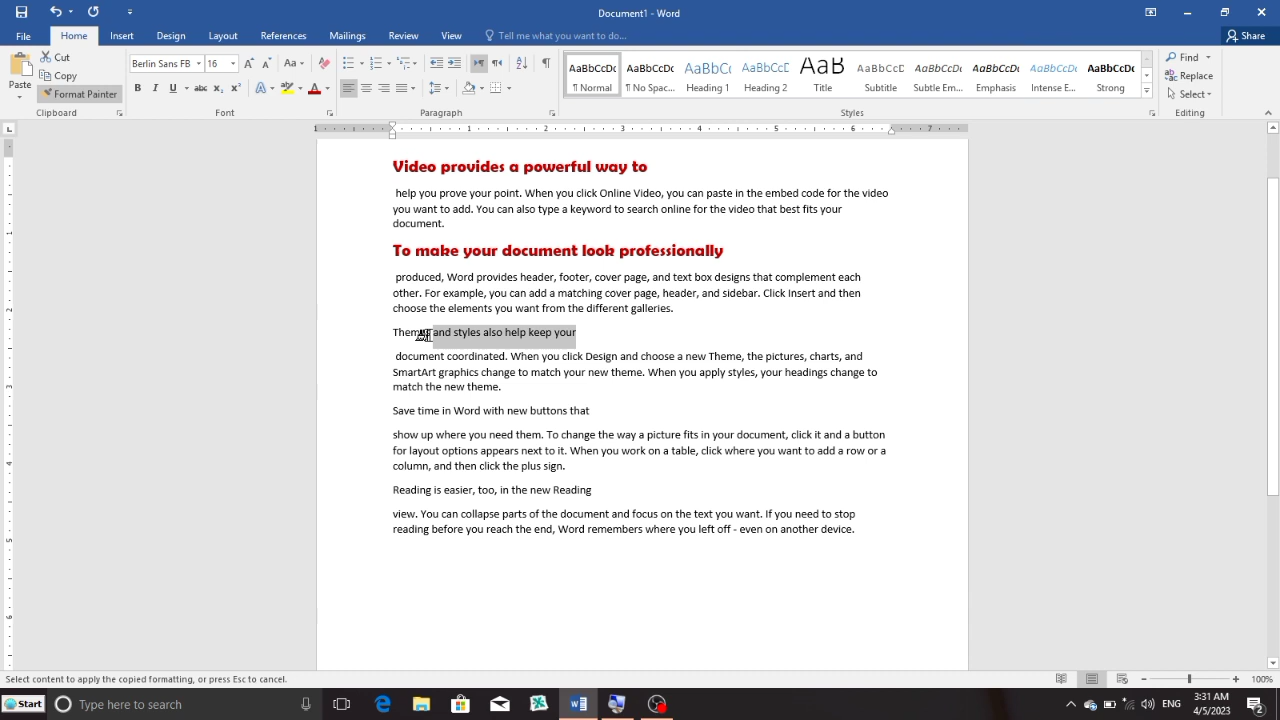 Document1 - Word
File Home Insert Design Layout References Mailings Review View Tell me what you want to do... Share
Paste Cut Copy Format Painter
Clipboard
Berlin Sans FB 16 Aa
B I U abc x₂ x² A A
Font
Paragraph
AaBbCcDc ¶ Normal
AaBbCcDc ¶ No Spac...
AaBbC Heading 1
AaBbCcD Heading 2
AaB Title
AaBbCcD Subtitle
AaBbCcDc Subtle Em...
AaBbCcDc Emphasis
AaBbCcDc Intense E...
AaBbCcDc Strong
Styles
Find
Replace
Select
Editing
1 1 2 3 4 5 6 7
Video provides a powerful way to
help you prove your point. When you click Online Video, you can paste in the embed code for the video
you want to add. You can also type a keyword to search online for the video that best fits your
document.
To make your document look professionally
produced, Word provides header, footer, cover page, and text box designs that complement each
other. For example, you can add a matching cover page, header, and sidebar. Click Insert and then
choose the elements you want from the different galleries.
and styles also help keep your
document coordinated. When you click Design and choose a new Theme, the pictures, charts, and
SmartArt graphics change to match your new theme. When you apply styles, your headings change to
match the new theme.
Save time in Word with new buttons that
show up where you need them. To change the way a picture fits in your document, click it and a button
for layout options appears next to it. When you work on a table, click where you want to add a row or a
column, and then click the plus sign.
Reading is easier, too, in the new Reading
view. You can collapse parts of the document and focus on the text you want. If you need to stop
reading before you reach the end, Word remembers where you left off - even on another device.
Select content to apply the copied formatting, or press Esc to cancel.
100%
Start Type here to search
ENG
3:31 AM
4/5/2023
2